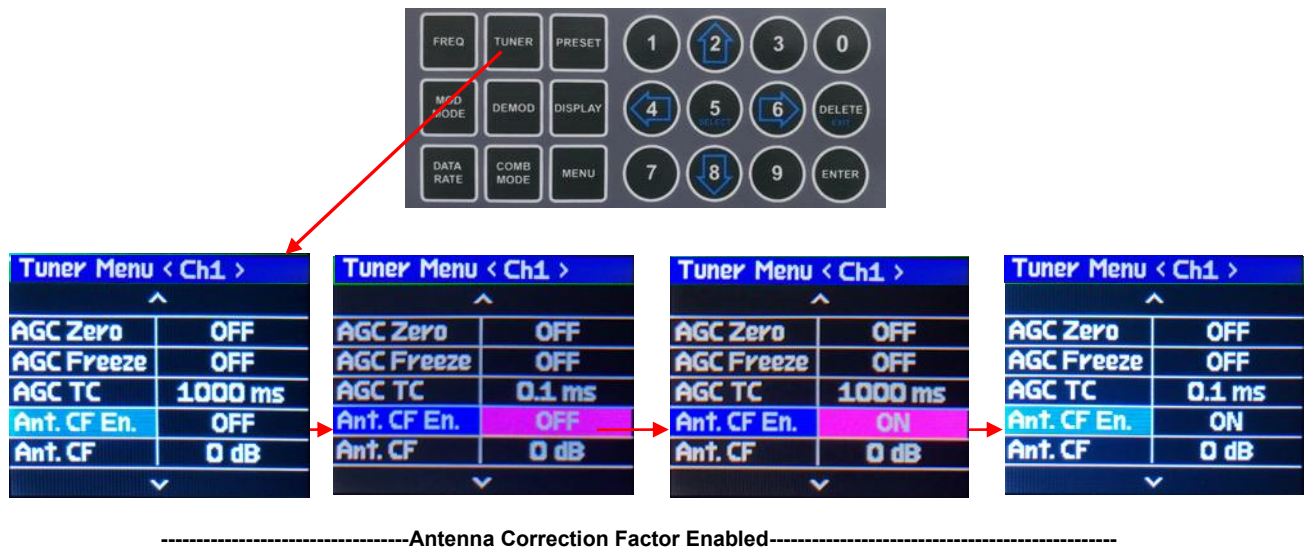 FREQ TUNER PRESET 1 2 3 0
MOD MODE DEMOD DISPLAY 4 5 SELECT 6 DELETE EXIT
DATA RATE COMB MODE MENU 7 8 9 ENTER
Tuner Menu < Ch1 >
AGC Zero OFF
AGC Freeze OFF
AGC TC 1000 ms
Ant. CF En. OFF
Ant. CF 0 dB
Tuner Menu < Ch1 >
AGC Zero OFF
AGC Freeze OFF
AGC TC 0.1 ms
Ant. CF En. OFF
Ant. CF 0 dB
Tuner Menu < Ch1 >
AGC Zero OFF
AGC Freeze OFF
AGC TC 1000 ms
Ant. CF En. ON
Ant. CF 0 dB
Tuner Menu < Ch1 >
AGC Zero OFF
AGC Freeze OFF
AGC TC 0.1 ms
Ant. CF En. ON
Ant. CF 0 dB
-----------------------------------Antenna Correction Factor Enabled-------------------------------------------------